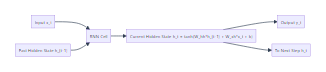 Input x_t
Past Hidden State h_{t-1}
RNN Cell
Current Hidden State h_t = tanh(W_hh*h_{t-1} + W_xh*x_t + b)
Output y_t
To Next Step h_t